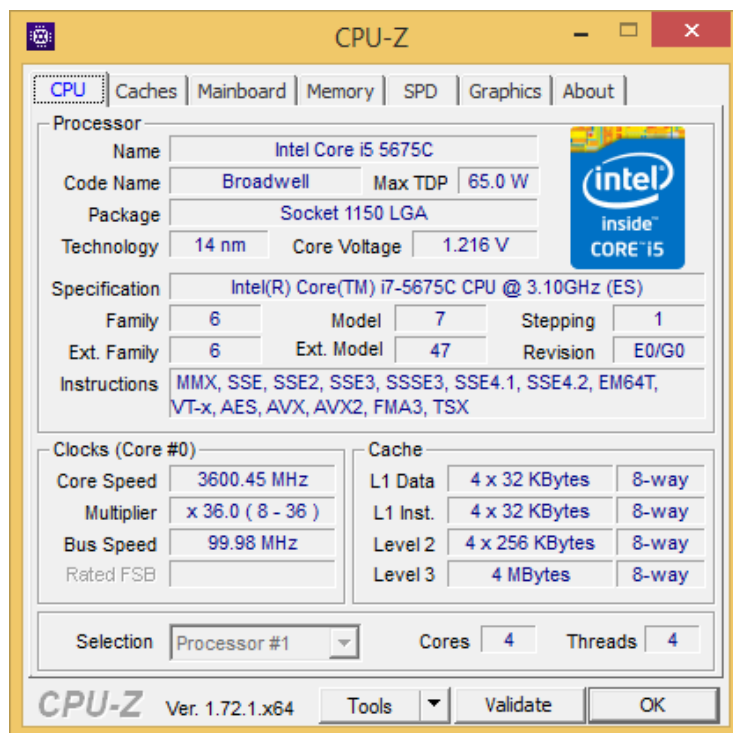 CPU-Z
CPU Caches Mainboard Memory SPD Graphics About
Processor
Name Intel Core i5 5675C
Code Name Broadwell Max TDP 65.0 W
Package Socket 1150 LGA
Technology 14 nm Core Voltage 1.216 V
intel
inside™
CORE™i5
Specification Intel(R) Core(TM) i7-5675C CPU @ 3.10GHz (ES)
Family 6 Model 7 Stepping 1
Ext. Family 6 Ext. Model 47 Revision E0/G0
Instructions MMX, SSE, SSE2, SSE3, SSSE3, SSE4.1, SSE4.2, EM64T,
VT-x, AES, AVX, AVX2, FMA3, TSX
Clocks (Core #0) Cache
Core Speed 3600.45 MHz L1 Data 4 x 32 KBytes 8-way
Multiplier x 36.0 ( 8 - 36 ) L1 Inst. 4 x 32 KBytes 8-way
Bus Speed 99.98 MHz Level 2 4 x 256 KBytes 8-way
Rated FSB Level 3 4 MBytes 8-way
Selection Processor #1 Cores 4 Threads 4
CPU-Z Ver. 1.72.1.x64 Tools Validate OK